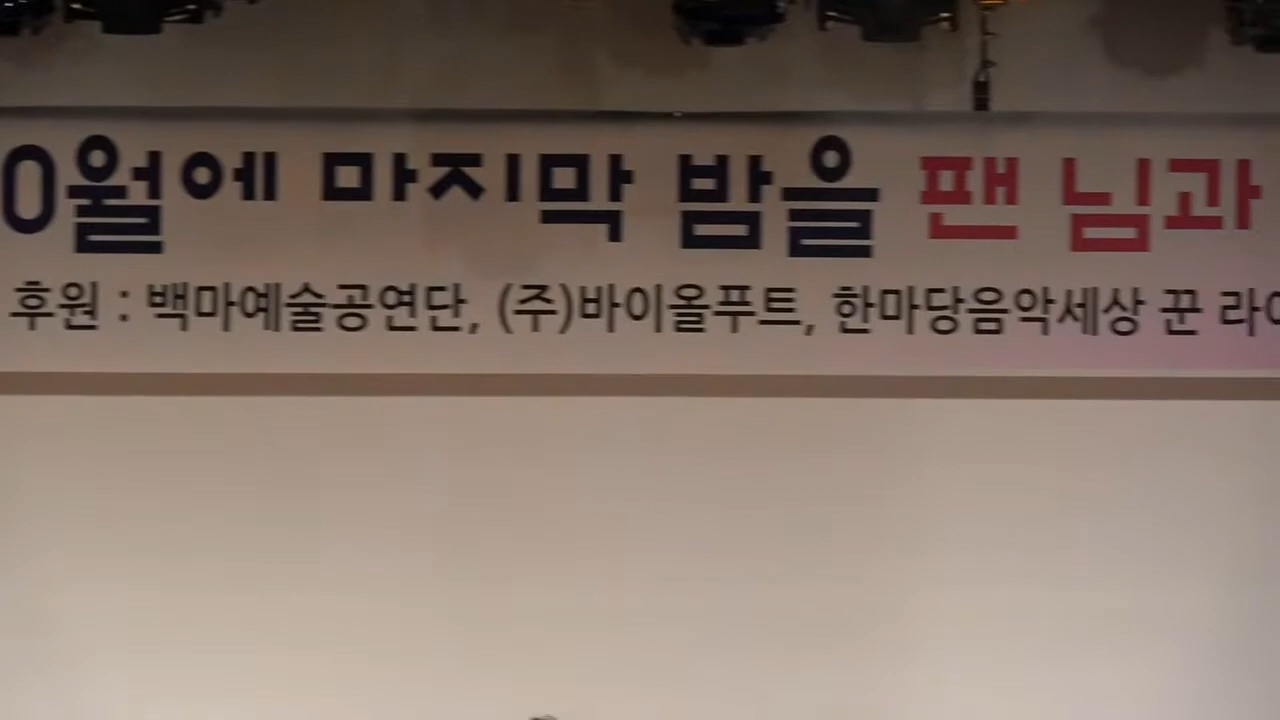 0월에 마지막 밤을 팬 님과
후원 : 백마예술공연단, (주)바이올푸트, 한마당음악세상 꾼 라이